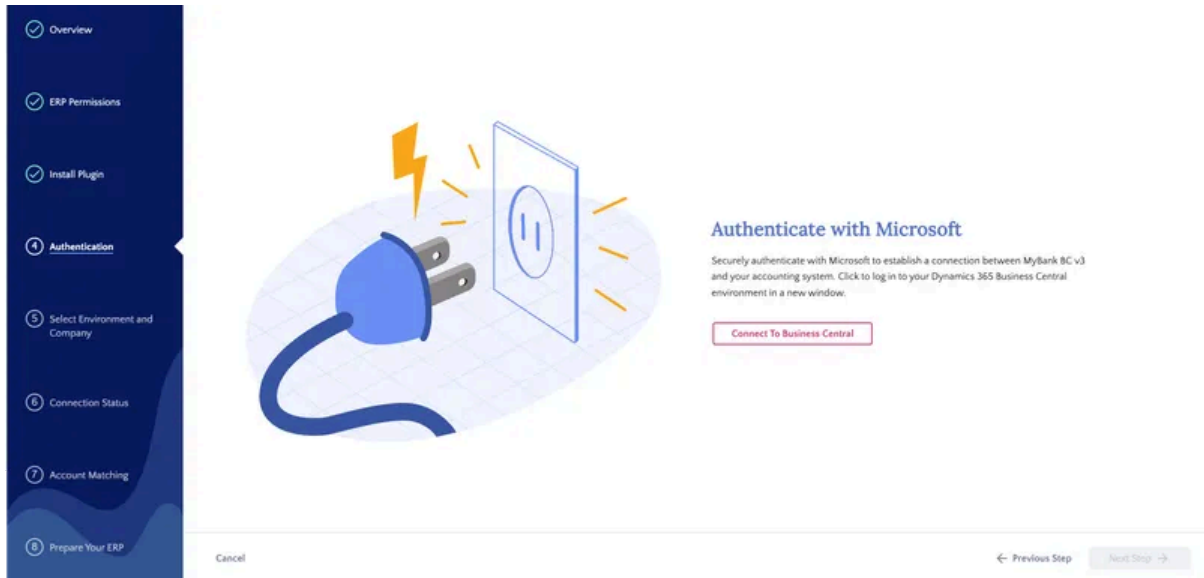 Overview
ERP Permissions
Install Plugin
4 Authentication
5 Select Environment and
Company
6 Connection Status
7 Account Matching
8 Prepare Your ERP
Authenticate with Microsoft
Securely authenticate with Microsoft to establish a connection between MyBank BC v3
and your accounting system. Click to log in to your Dynamics 365 Business Central
environment in a new window.
Connect To Business Central
Cancel
← Previous Step
Next Step →